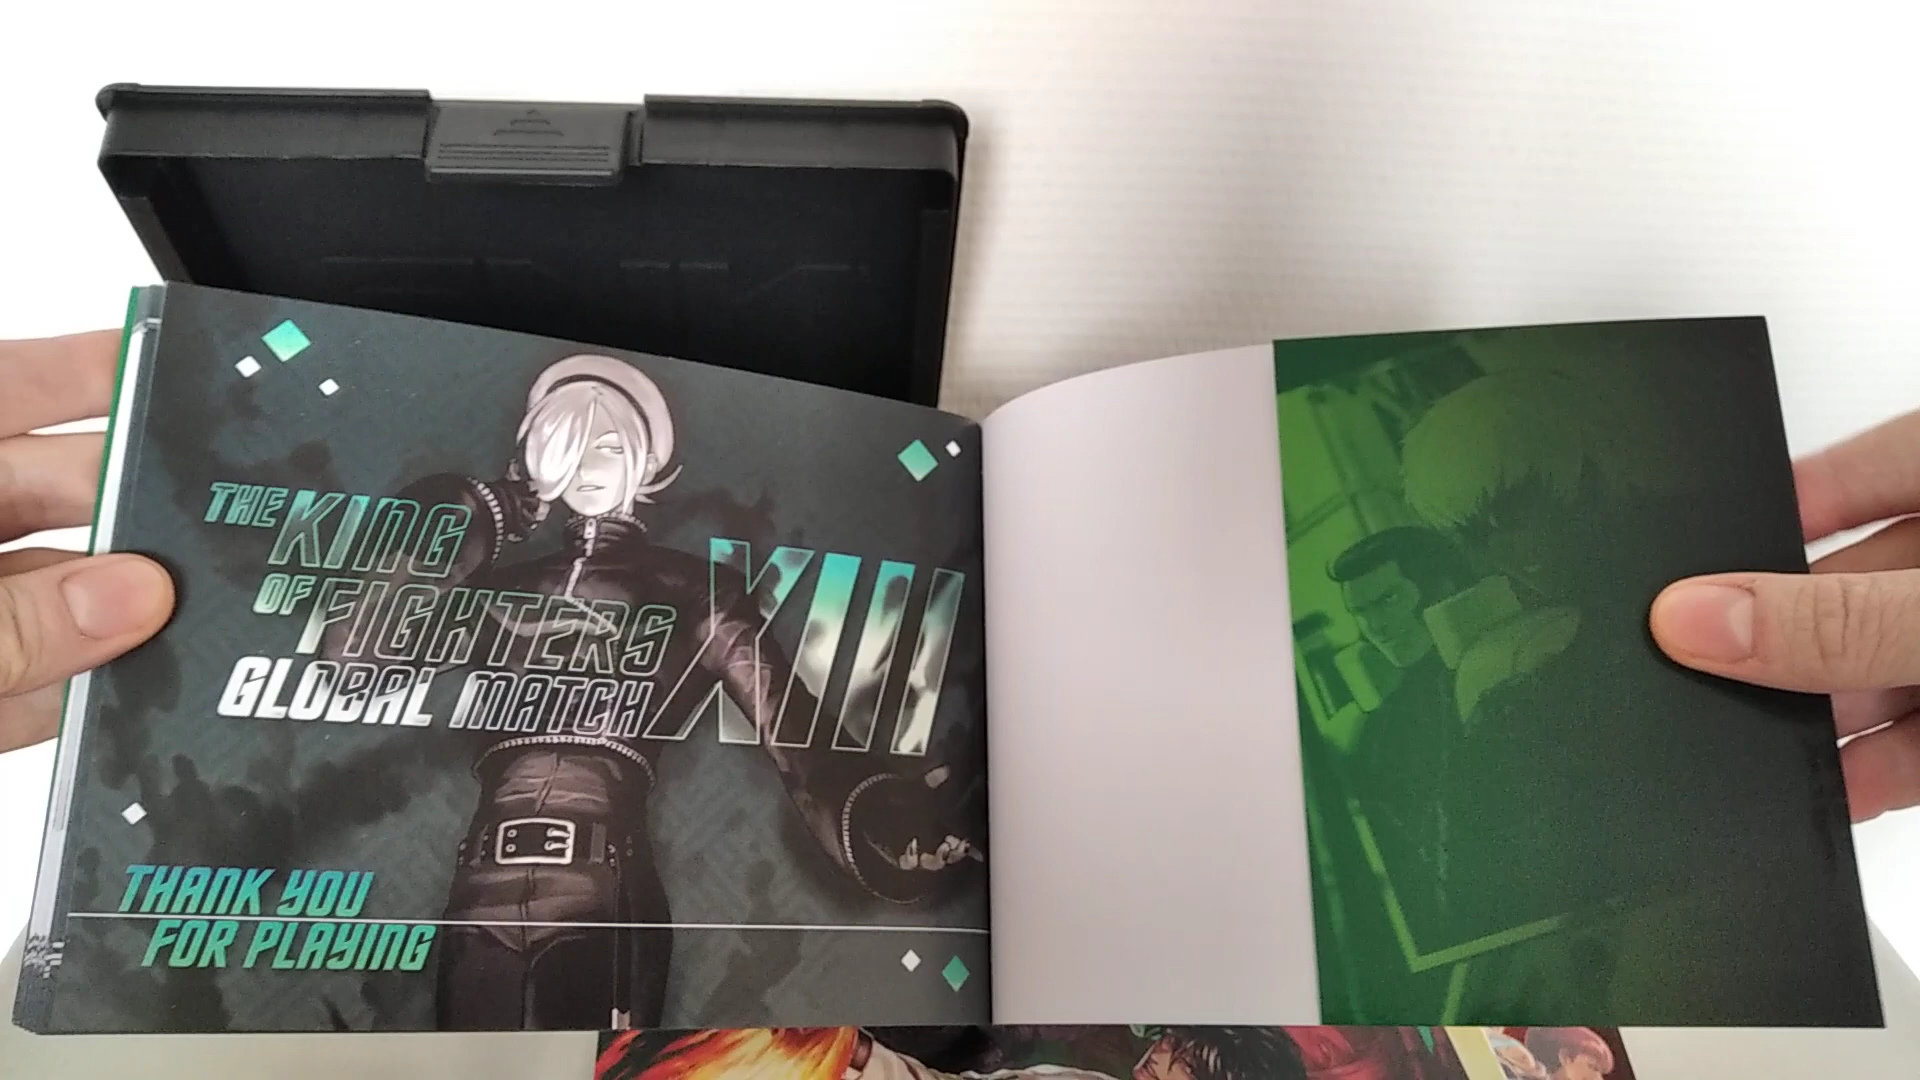 THE KING
OF FIGHTERS
XIII
GLOBAL MATCH
THANK YOU
FOR PLAYING